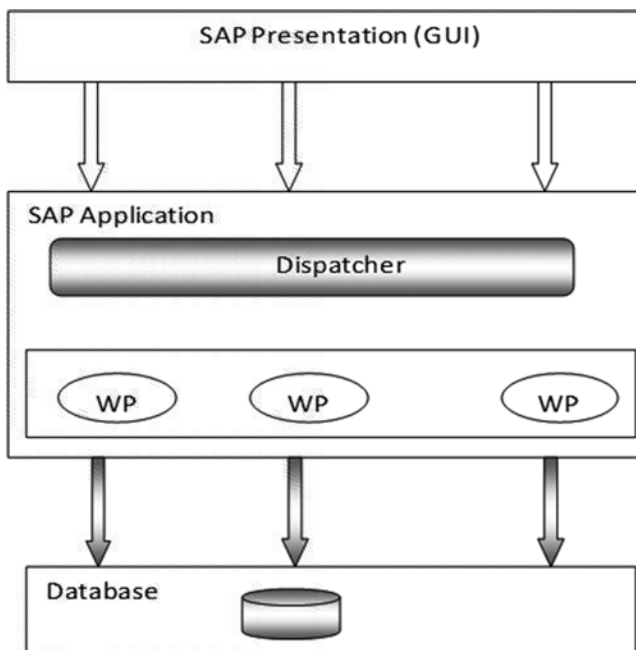 SAP Presentation (GUI)
SAP Application
Dispatcher
WP WP WP
Database